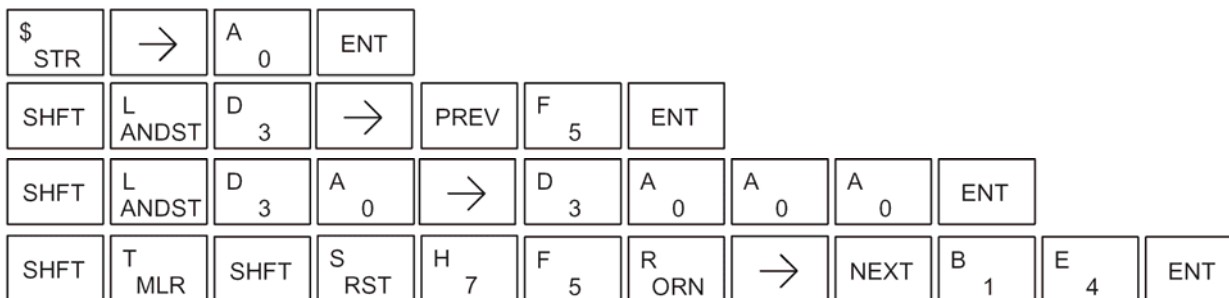 $ STR → A 0 ENT
SHFT L ANDST D 3 → PREV F 5 ENT
SHFT L ANDST D 3 A 0 → D 3 A 0 A 0 A 0 ENT
SHFT T MLR SHFT S RST H 7 F 5 R ORN → NEXT B 1 E 4 ENT